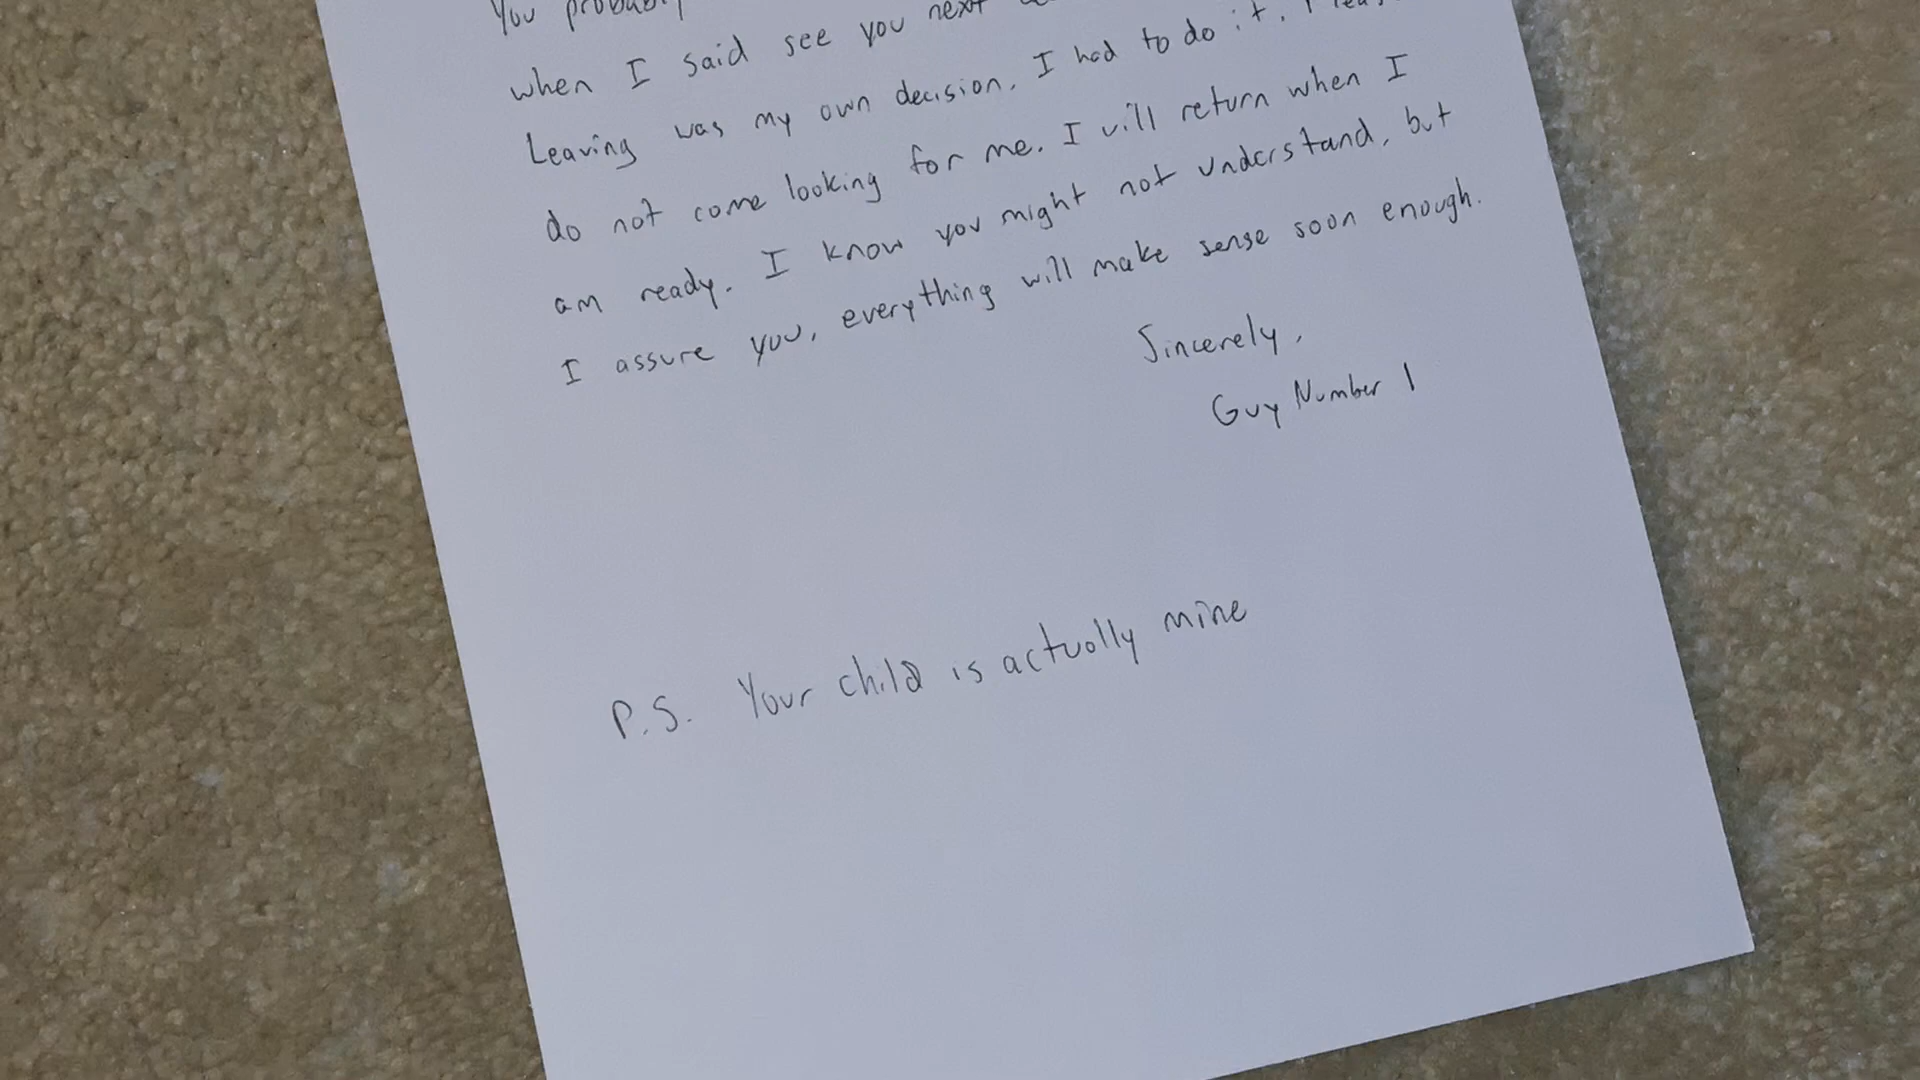 You probably
when I said see you next
Leaving was my own decision. I had to do it.
do not come looking for me. I will return when I
am ready. I know you might not understand, but
I assure you, everything will make sense soon enough.
Sincerely,
Guy Number 1
P.S. Your child is actually mine